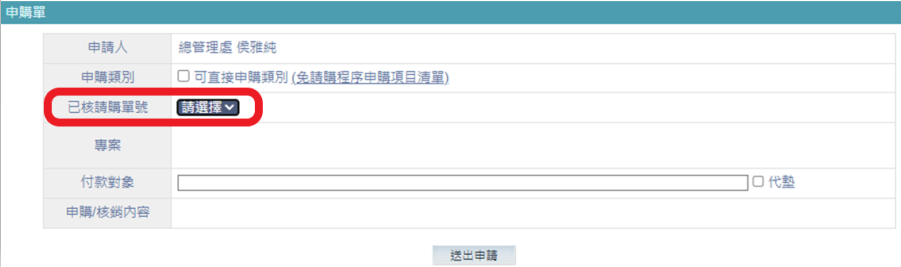 申購單
申請人 總管理處 侯雅純
申購類別 可直接申購類別 (免請購程序申購項目清單)
已核請購單號 請選擇
專案
付款對象 代墊
申購/核銷內容
送出申請